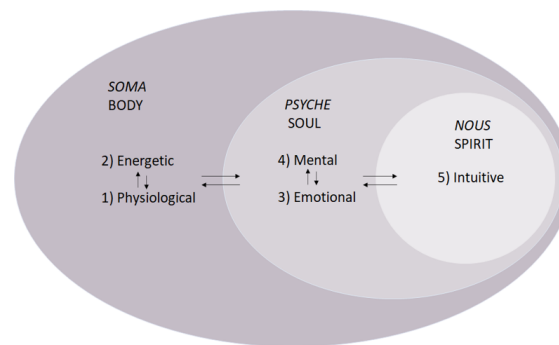 SOMA
BODY
2) Energetic
1) Physiological
PSYCHE
SOUL
4) Mental
3) Emotional
NOUS
SPIRIT
5) Intuitive